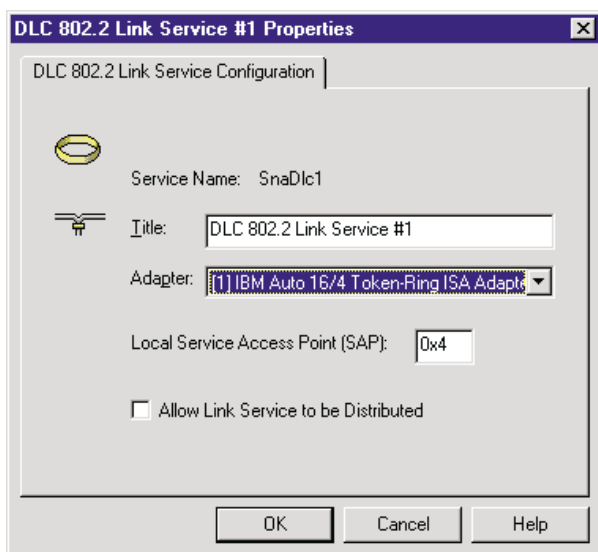 DLC 802.2 Link Service #1 Properties
DLC 802.2 Link Service Configuration
Service Name: SnaDlc1
Title: DLC 802.2 Link Service #1
Adapter: [1] IBM Auto 16/4 Token-Ring ISA Adapte
Local Service Access Point (SAP): 0x4
Allow Link Service to be Distributed
OK Cancel Help